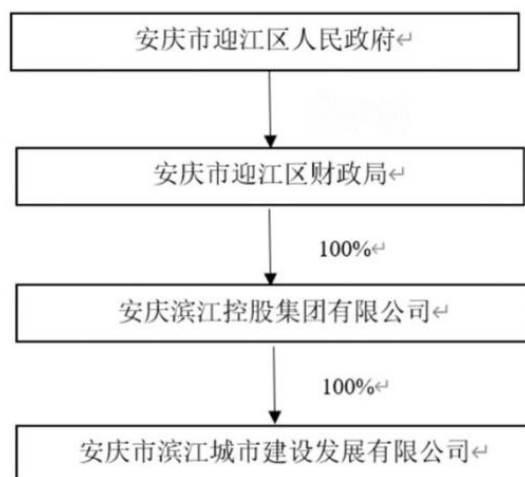 安庆市迎江区人民政府↵
安庆市迎江区财政局↵
100%↵
安庆滨江控股集团有限公司↵
100%↵
安庆市滨江城市建设发展有限公司↵